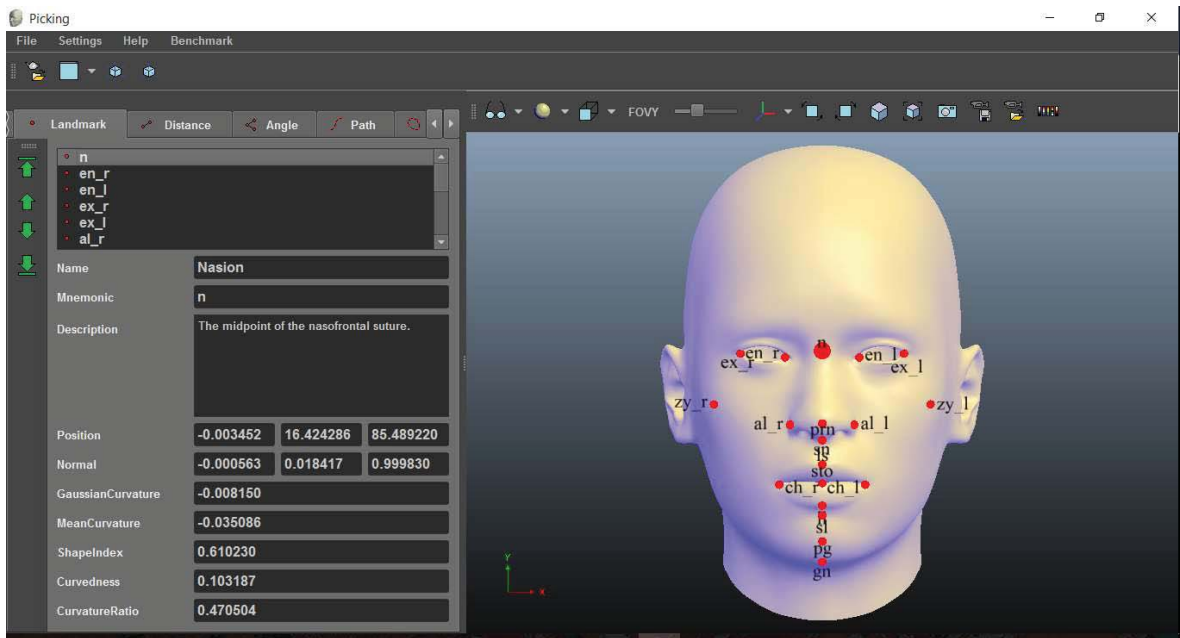 Picking
File Settings Help Benchmark
FOVY
Landmark Distance Angle Path
n
en_r
en_l
ex_r
ex_l
al_r
Name Nasion
Mnemonic n
Description The midpoint of the nasofrontal suture.
Position -0.003452 16.424286 85.489220
Normal -0.000563 0.018417 0.999830
GaussianCurvature -0.008150
MeanCurvature -0.035086
ShapeIndex 0.610230
Curvedness 0.103187
CurvatureRatio 0.470504
n
en_r en_l
ex_r ex_l
zy_r zy_l
al_r prn al_l
sn
ls
sto
ch_r ch_l
sl
pg
gn
Y
X